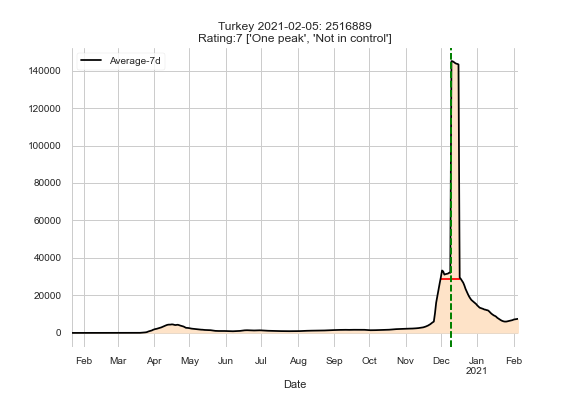 Turkey 2021-02-05: 2516889
Rating:7 ['One peak', 'Not in control']
Average-7d
140000
120000
100000
80000
60000
40000
20000
0
Feb Mar Apr May Jun Jul Aug Sep Oct Nov Dec Jan Feb
2021
Date